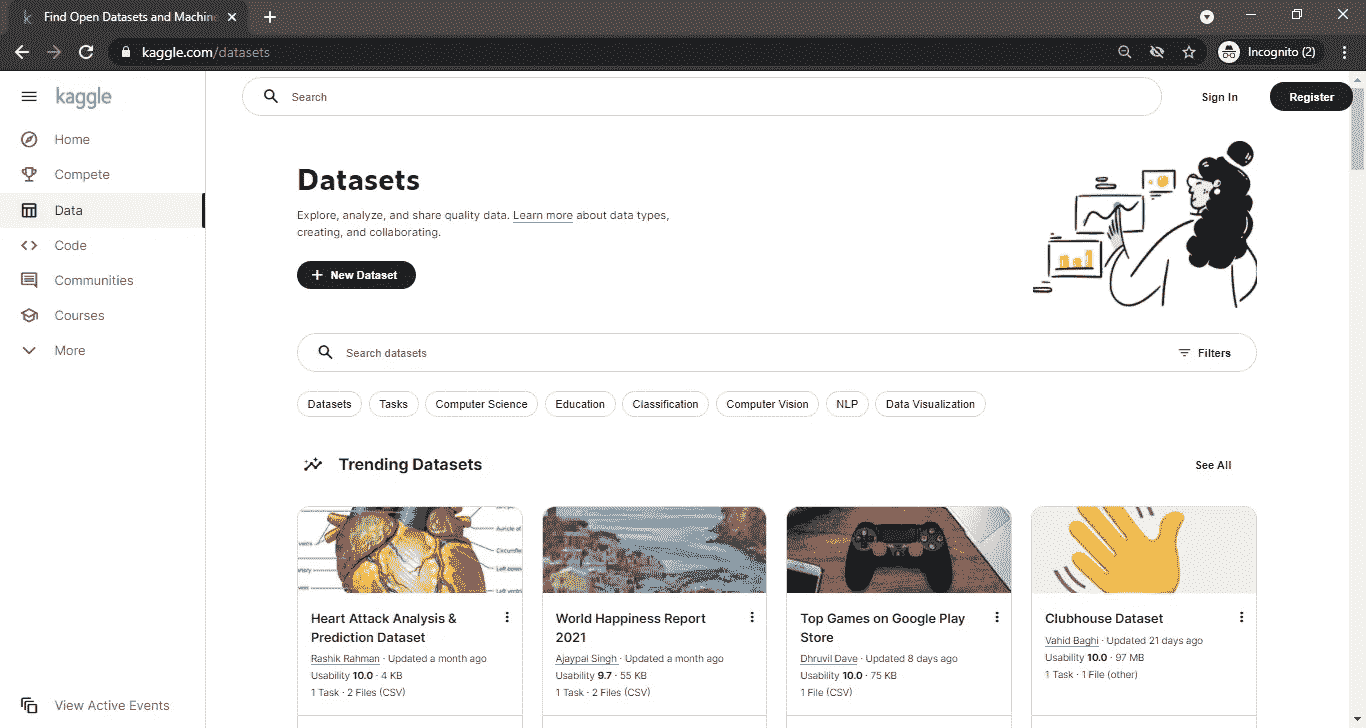 Find Open Datasets and Machin
kaggle.com/datasets
Incognito (2)
kaggle
Search
Sign In
Register
Home
Compete
Data
Code
Communities
Courses
More
View Active Events
Datasets
Explore, analyze, and share quality data. Learn more about data types,
creating, and collaborating.
New Dataset
Search datasets
Filters
Datasets
Tasks
Computer Science
Education
Classification
Computer Vision
NLP
Data Visualization
Trending Datasets
See All
Auricle of
Circumfle
Heart Attack Analysis &
Prediction Dataset
Rashik Rahman · Updated a month ago
Usability 10.0 · 4 KB
1 Task · 2 Files (CSV)
World Happiness Report
2021
Ajaypal Singh · Updated a month ago
Usability 9.7 · 55 KB
1 Task · 2 Files (CSV)
Top Games on Google Play
Store
Dhruvil Dave · Updated 8 days ago
Usability 10.0 · 75 KB
1 File (CSV)
Clubhouse Dataset
Vahid Baghi · Updated 21 days ago
Usability 10.0 · 97 MB
1 Task · 1 File (other)